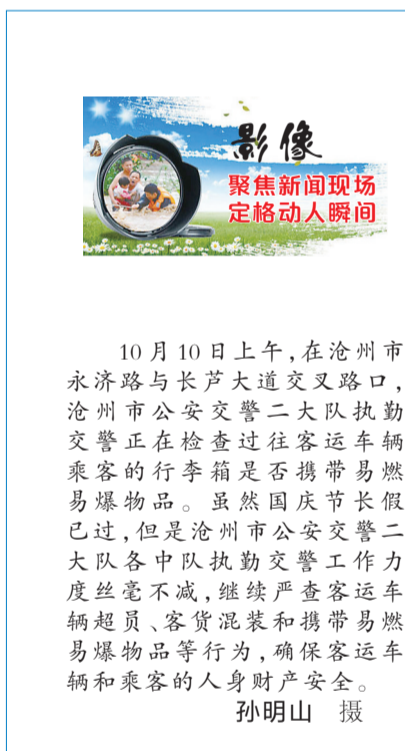 影像
聚焦新闻现场
定格动人瞬间
10月10日上午,在沧州市
永济路与长芦大道交叉路口,
沧州市公安交警二大队执勤
交警正在检查过往客运车辆
乘客的行李箱是否携带易燃
易爆物品。虽然国庆节长假
已过,但是沧州市公安交警二
大队各中队执勤交警工作力
度丝毫不减,继续严查客运车
辆超员、客货混装和携带易燃
易爆物品等行为,确保客运车
辆和乘客的人身财产安全。
孙明山 摄